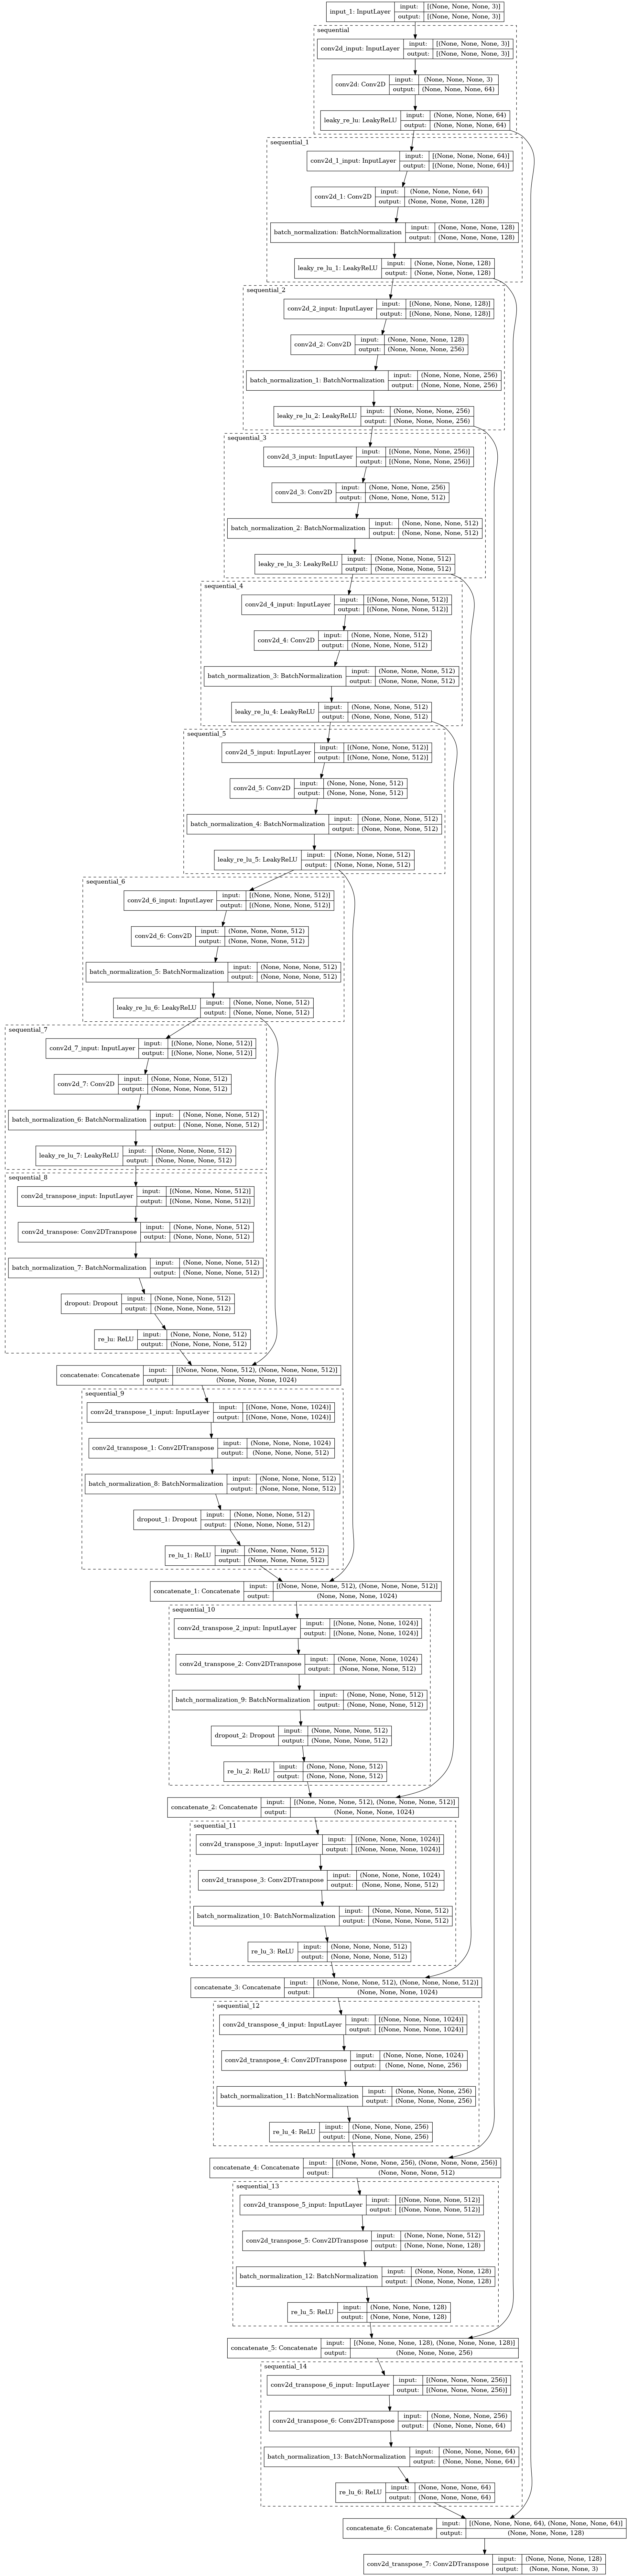 input_1: InputLayer input: [(None, None, None, 3)]
output: [(None, None, None, 3)]
sequential
conv2d_input: InputLayer input: [(None, None, None, 3)]
output: [(None, None, None, 3)]
conv2d: Conv2D input: (None, None, None, 3)
output: (None, None, None, 64)
leaky_re_lu: LeakyReLU input: (None, None, None, 64)
output: (None, None, None, 64)
sequential_1
conv2d_1_input: InputLayer input: [(None, None, None, 64)]
output: [(None, None, None, 64)]
conv2d_1: Conv2D input: (None, None, None, 64)
output: (None, None, None, 128)
batch_normalization: BatchNormalization input: (None, None, None, 128)
output: (None, None, None, 128)
leaky_re_lu_1: LeakyReLU input: (None, None, None, 128)
output: (None, None, None, 128)
sequential_2
conv2d_2_input: InputLayer input: [(None, None, None, 128)]
output: [(None, None, None, 128)]
conv2d_2: Conv2D input: (None, None, None, 128)
output: (None, None, None, 256)
batch_normalization_1: BatchNormalization input: (None, None, None, 256)
output: (None, None, None, 256)
leaky_re_lu_2: LeakyReLU input: (None, None, None, 256)
output: (None, None, None, 256)
sequential_3
conv2d_3_input: InputLayer input: [(None, None, None, 256)]
output: [(None, None, None, 256)]
conv2d_3: Conv2D input: (None, None, None, 256)
output: (None, None, None, 512)
batch_normalization_2: BatchNormalization input: (None, None, None, 512)
output: (None, None, None, 512)
leaky_re_lu_3: LeakyReLU input: (None, None, None, 512)
output: (None, None, None, 512)
sequential_4
conv2d_4_input: InputLayer input: [(None, None, None, 512)]
output: [(None, None, None, 512)]
conv2d_4: Conv2D input: (None, None, None, 512)
output: (None, None, None, 512)
batch_normalization_3: BatchNormalization input: (None, None, None, 512)
output: (None, None, None, 512)
leaky_re_lu_4: LeakyReLU input: (None, None, None, 512)
output: (None, None, None, 512)
sequential_5
conv2d_5_input: InputLayer input: [(None, None, None, 512)]
output: [(None, None, None, 512)]
conv2d_5: Conv2D input: (None, None, None, 512)
output: (None, None, None, 512)
batch_normalization_4: BatchNormalization input: (None, None, None, 512)
output: (None, None, None, 512)
leaky_re_lu_5: LeakyReLU input: (None, None, None, 512)
output: (None, None, None, 512)
sequential_6
conv2d_6_input: InputLayer input: [(None, None, None, 512)]
output: [(None, None, None, 512)]
conv2d_6: Conv2D input: (None, None, None, 512)
output: (None, None, None, 512)
batch_normalization_5: BatchNormalization input: (None, None, None, 512)
output: (None, None, None, 512)
leaky_re_lu_6: LeakyReLU input: (None, None, None, 512)
output: (None, None, None, 512)
sequential_7
conv2d_7_input: InputLayer input: [(None, None, None, 512)]
output: [(None, None, None, 512)]
conv2d_7: Conv2D input: (None, None, None, 512)
output: (None, None, None, 512)
batch_normalization_6: BatchNormalization input: (None, None, None, 512)
output: (None, None, None, 512)
leaky_re_lu_7: LeakyReLU input: (None, None, None, 512)
output: (None, None, None, 512)
sequential_8
conv2d_transpose_input: InputLayer input: [(None, None, None, 512)]
output: [(None, None, None, 512)]
conv2d_transpose: Conv2DTranspose input: (None, None, None, 512)
output: (None, None, None, 512)
batch_normalization_7: BatchNormalization input: (None, None, None, 512)
output: (None, None, None, 512)
dropout: Dropout input: (None, None, None, 512)
output: (None, None, None, 512)
re_lu: ReLU input: (None, None, None, 512)
output: (None, None, None, 512)
concatenate: Concatenate input: [(None, None, None, 512), (None, None, None, 512)]
output: (None, None, None, 1024)
sequential_9
conv2d_transpose_1_input: InputLayer input: [(None, None, None, 1024)]
output: [(None, None, None, 1024)]
conv2d_transpose_1: Conv2DTranspose input: (None, None, None, 1024)
output: (None, None, None, 512)
batch_normalization_8: BatchNormalization input: (None, None, None, 512)
output: (None, None, None, 512)
dropout_1: Dropout input: (None, None, None, 512)
output: (None, None, None, 512)
re_lu_1: ReLU input: (None, None, None, 512)
output: (None, None, None, 512)
concatenate_1: Concatenate input: [(None, None, None, 512), (None, None, None, 512)]
output: (None, None, None, 1024)
sequential_10
conv2d_transpose_2_input: InputLayer input: [(None, None, None, 1024)]
output: [(None, None, None, 1024)]
conv2d_transpose_2: Conv2DTranspose input: (None, None, None, 1024)
output: (None, None, None, 512)
batch_normalization_9: BatchNormalization input: (None, None, None, 512)
output: (None, None, None, 512)
dropout_2: Dropout input: (None, None, None, 512)
output: (None, None, None, 512)
re_lu_2: ReLU input: (None, None, None, 512)
output: (None, None, None, 512)
concatenate_2: Concatenate input: [(None, None, None, 512), (None, None, None, 512)]
output: (None, None, None, 1024)
sequential_11
conv2d_transpose_3_input: InputLayer input: [(None, None, None, 1024)]
output: [(None, None, None, 1024)]
conv2d_transpose_3: Conv2DTranspose input: (None, None, None, 1024)
output: (None, None, None, 512)
batch_normalization_10: BatchNormalization input: (None, None, None, 512)
output: (None, None, None, 512)
re_lu_3: ReLU input: (None, None, None, 512)
output: (None, None, None, 512)
concatenate_3: Concatenate input: [(None, None, None, 512), (None, None, None, 512)]
output: (None, None, None, 1024)
sequential_12
conv2d_transpose_4_input: InputLayer input: [(None, None, None, 1024)]
output: [(None, None, None, 1024)]
conv2d_transpose_4: Conv2DTranspose input: (None, None, None, 1024)
output: (None, None, None, 256)
batch_normalization_11: BatchNormalization input: (None, None, None, 256)
output: (None, None, None, 256)
re_lu_4: ReLU input: (None, None, None, 256)
output: (None, None, None, 256)
concatenate_4: Concatenate input: [(None, None, None, 256), (None, None, None, 256)]
output: (None, None, None, 512)
sequential_13
conv2d_transpose_5_input: InputLayer input: [(None, None, None, 512)]
output: [(None, None, None, 512)]
conv2d_transpose_5: Conv2DTranspose input: (None, None, None, 512)
output: (None, None, None, 128)
batch_normalization_12: BatchNormalization input: (None, None, None, 128)
output: (None, None, None, 128)
re_lu_5: ReLU input: (None, None, None, 128)
output: (None, None, None, 128)
concatenate_5: Concatenate input: [(None, None, None, 128), (None, None, None, 128)]
output: (None, None, None, 256)
sequential_14
conv2d_transpose_6_input: InputLayer input: [(None, None, None, 256)]
output: [(None, None, None, 256)]
conv2d_transpose_6: Conv2DTranspose input: (None, None, None, 256)
output: (None, None, None, 64)
batch_normalization_13: BatchNormalization input: (None, None, None, 64)
output: (None, None, None, 64)
re_lu_6: ReLU input: (None, None, None, 64)
output: (None, None, None, 64)
concatenate_6: Concatenate input: [(None, None, None, 64), (None, None, None, 64)]
output: (None, None, None, 128)
conv2d_transpose_7: Conv2DTranspose input: (None, None, None, 128)
output: (None, None, None, 3)